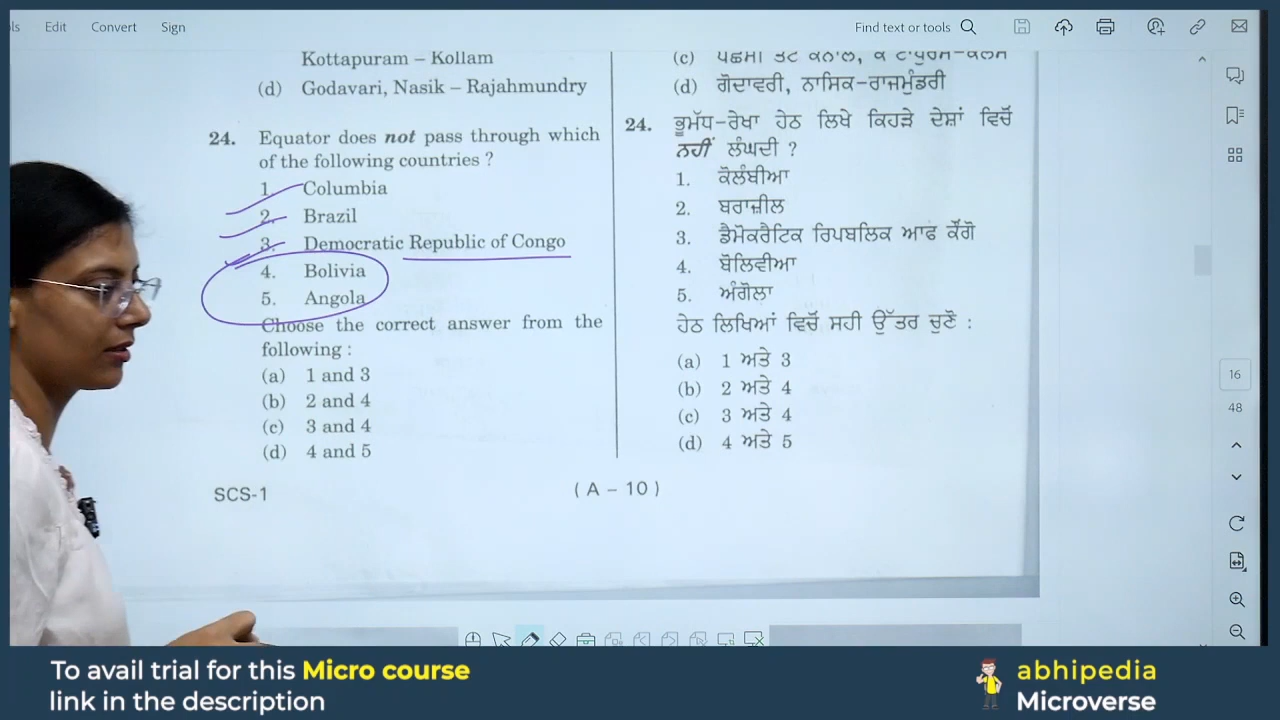 ols Edit Convert Sign Find text or tools
Kottapuram – Kollam
(d) Godavari, Nasik – Rajahmundry
24. Equator does not pass through which
of the following countries ?
1. Columbia
2. Brazil
3. Democratic Republic of Congo
4. Bolivia
5. Angola
Choose the correct answer from the
following :
(a) 1 and 3
(b) 2 and 4
(c) 3 and 4
(d) 4 and 5
SCS-1
( A – 10 )
(c) ਪੱਛਮੀ ਤੱਟ ਕਨਾਲ,
(d) ਗੋਦਾਵਰੀ, ਨਾਸਿਕ–ਰਾਜਮੁੰਦਰੀ
24. ਭੂਮੱਧ-ਰੇਖਾ ਹੇਠ ਲਿਖੇ ਕਿਹੜੇ ਦੇਸ਼ਾਂ ਵਿਚੋਂ
ਨਹੀਂ ਲੰਘਦੀ ?
1. ਕੋਲੰਬੀਆ
2. ਬਰਾਜ਼ੀਲ
3. ਡੈਮੋਕਰੈਟਿਕ ਰਿਪਬਲਿਕ ਆਫ ਕੌਂਗੋ
4. ਬੋਲਿਵੀਆ
5. ਅੰਗੋਲਾ
ਹੇਠ ਲਿਖਿਆਂ ਵਿਚੋਂ ਸਹੀ ਉੱਤਰ ਚੁਣੋ :
(a) 1 ਅਤੇ 3
(b) 2 ਅਤੇ 4
(c) 3 ਅਤੇ 4
(d) 4 ਅਤੇ 5
16
48
To avail trial for this Micro course
link in the description
abhipedia
Microverse